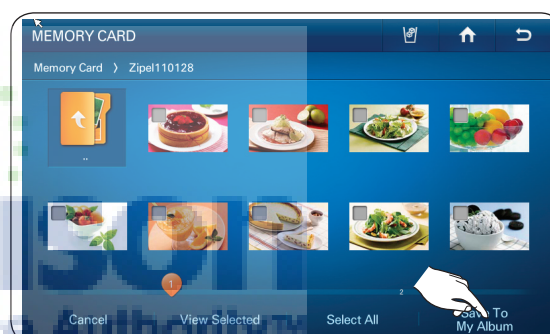 MEMORY CARD
Memory Card > Zipel110128
..
1
2
Cancel
View Selected
Select All
Save To
My Album